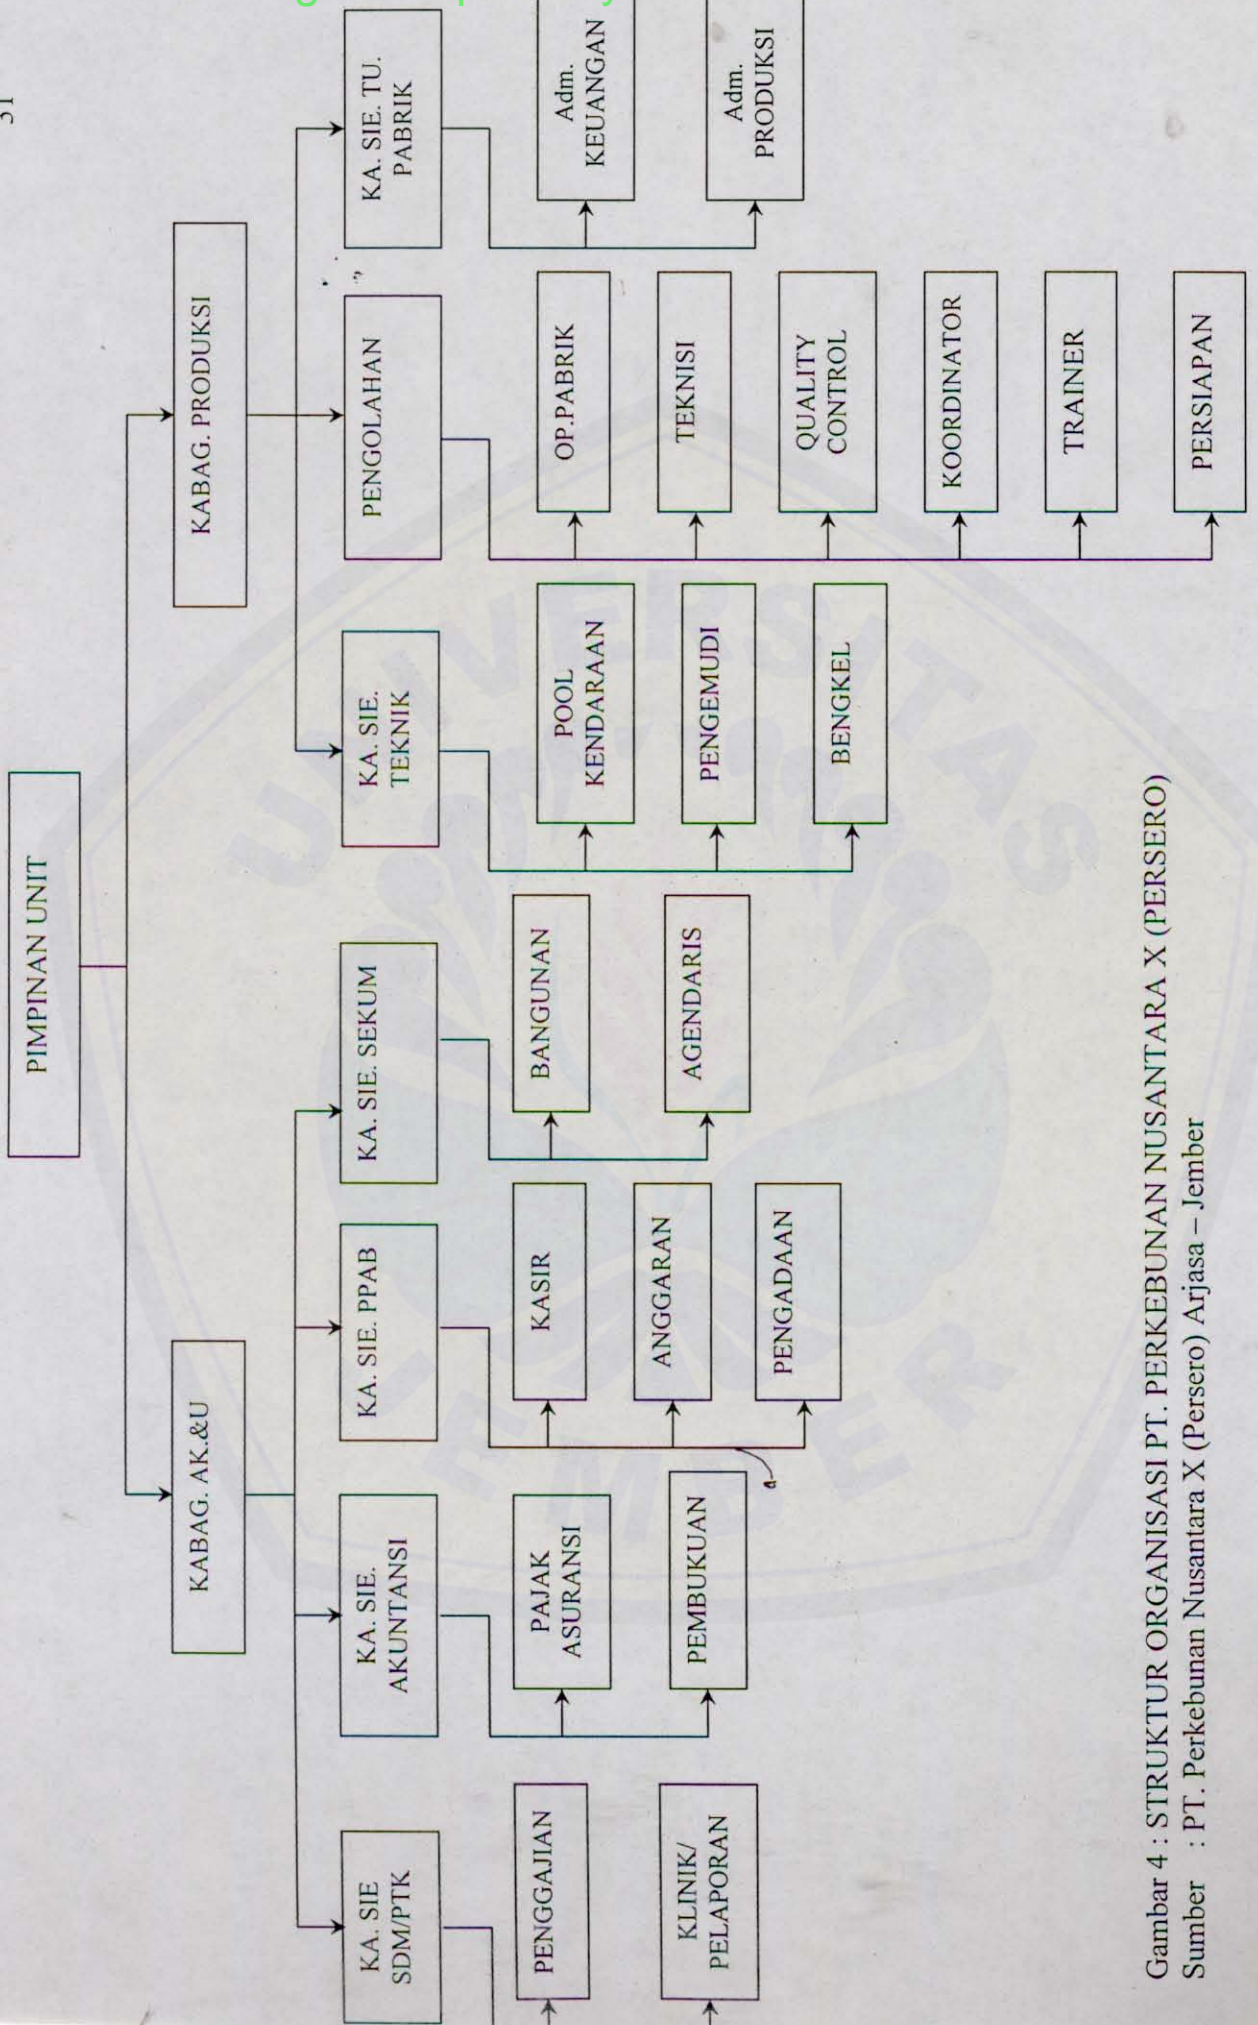 31
PIMPINAN UNIT
KABAG. AK.&U
KABAG. PRODUKSI
KA. SIE
SDM/PTK
KA. SIE.
AKUNTANSI
KA. SIE. PPAB
KA. SIE. SEKUM
KA. SIE.
TEKNIK
PENGOLAHAN
KA. SIE. TU.
PABRIK
PENGGAJIAN
KLINIK/
PELAPORAN
PAJAK
ASURANSI
PEMBUKUAN
KASIR
ANGGARAN
PENGADAAN
BANGUNAN
AGENDARIS
POOL
KENDARAAN
PENGEMUDI
BENGKEL
OP.PABRIK
TEKNISI
QUALITY
CONTROL
KOORDINATOR
TRAINER
PERSIAPAN
Adm.
KEUANGAN
Adm.
PRODUKSI
UNIVERSITAS
JEMBER
Gambar 4 : STRUKTUR ORGANISASI PT. PERKEBUNAN NUSANTARA X (PERSERO)
Sumber : PT. Perkebunan Nusantara X (Persero) Arjasa – Jember